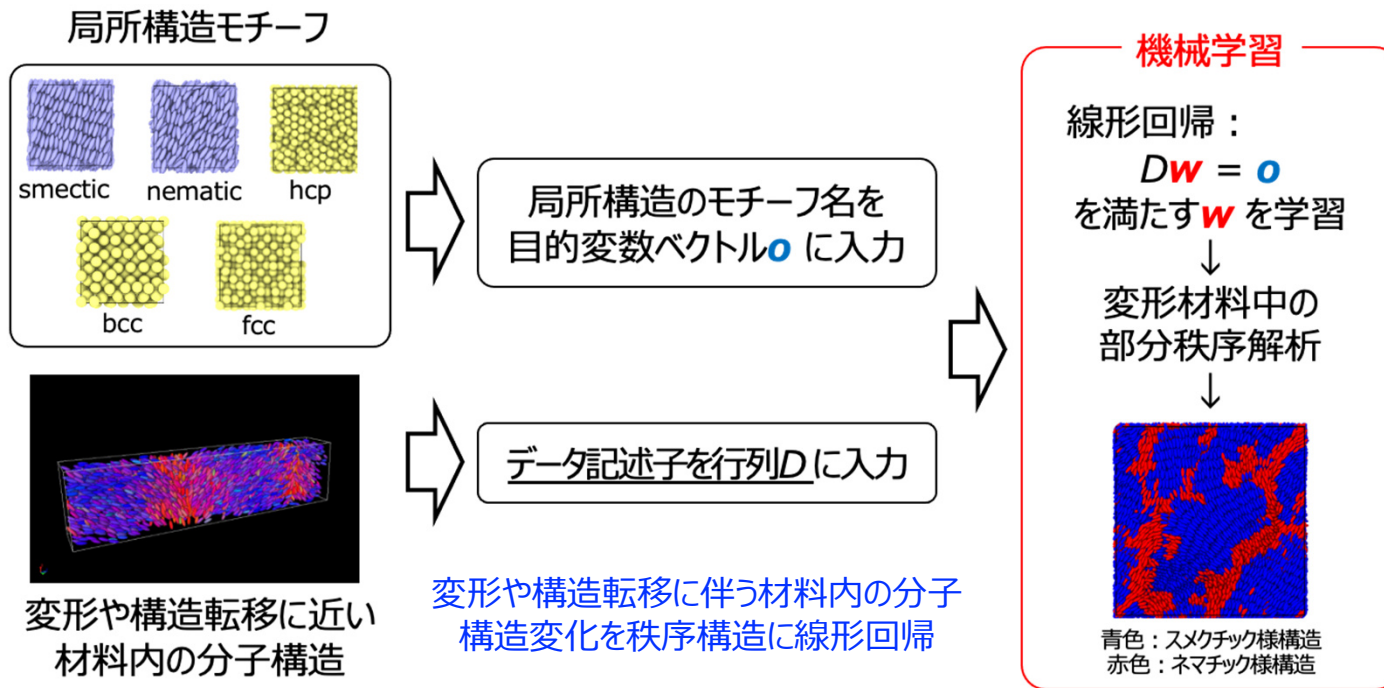 局所構造モチーフ
smectic
nematic
hcp
bcc
fcc
変形や構造転移に近い
材料内の分子構造
局所構造のモチーフ名を
目的変数ベクトルo に入力
データ記述子を行列D に入力
変形や構造転移に伴う材料内の分子
構造変化を秩序構造に線形回帰
機械学習
線形回帰：
Dw = o
を満たすw を学習
↓
変形材料中の
部分秩序解析
↓
青色：スメクチック様構造
赤色：ネマチック様構造